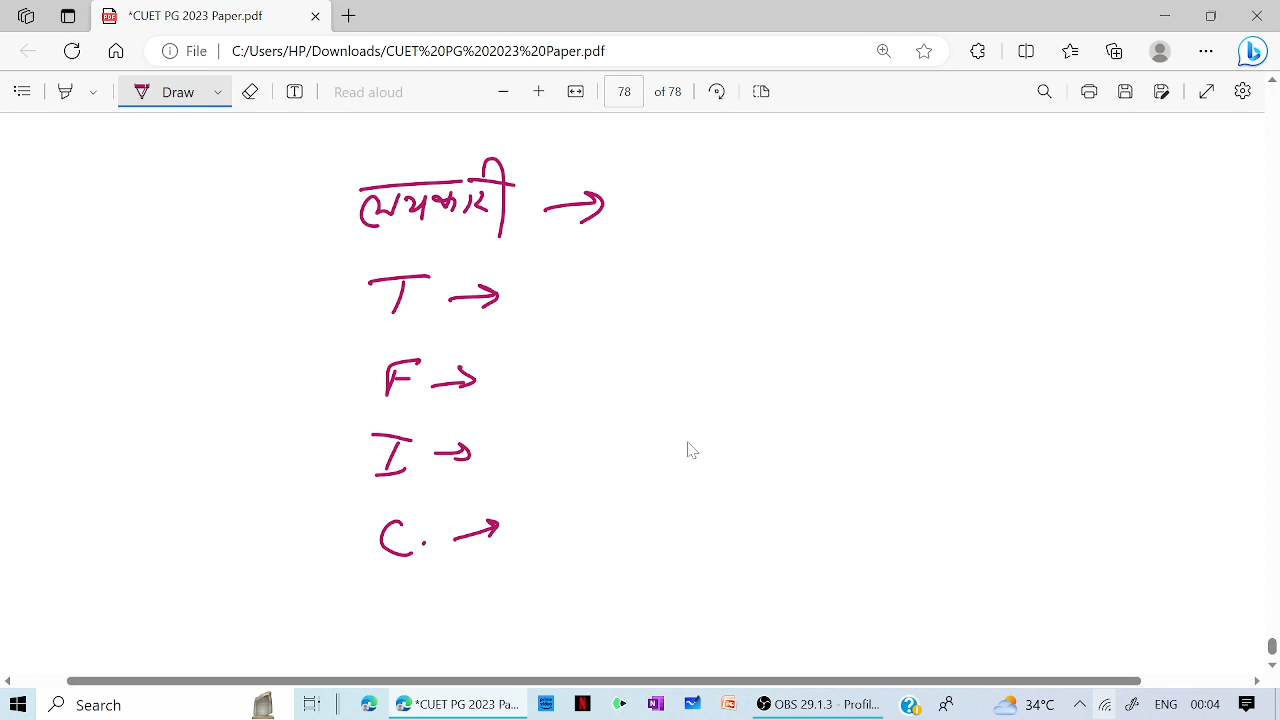 *CUET PG 2023 Paper.pdf
File C:/Users/HP/Downloads/CUET%20PG%202023%20Paper.pdf
Draw Read aloud 78 of 78
लयकारी →
T →
F →
I →
C. →
Search *CUET PG 2023 Pa... OBS 29.1.3 - Profil... 34°C ENG 00:04